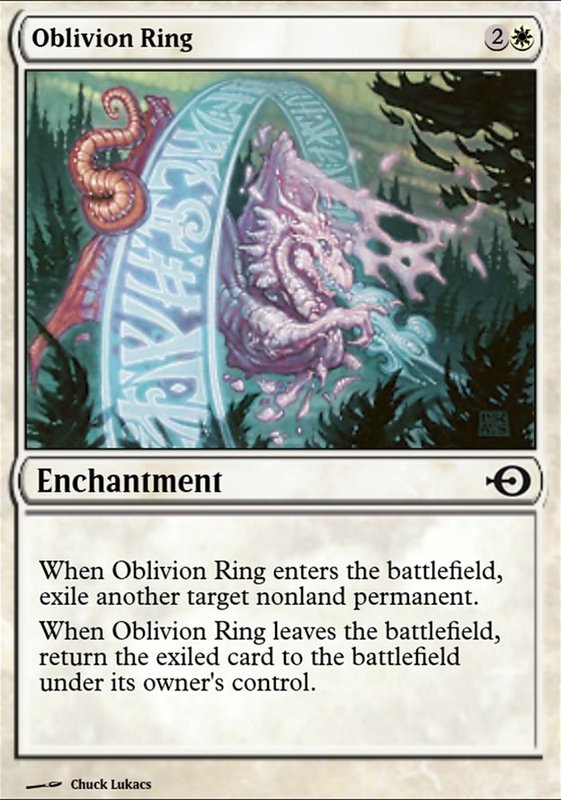 Oblivion Ring 2
Enchantment
When Oblivion Ring enters the battlefield,
exile another target nonland permanent.
When Oblivion Ring leaves the battlefield,
return the exiled card to the battlefield
under its owner's control.
Chuck Lukacs